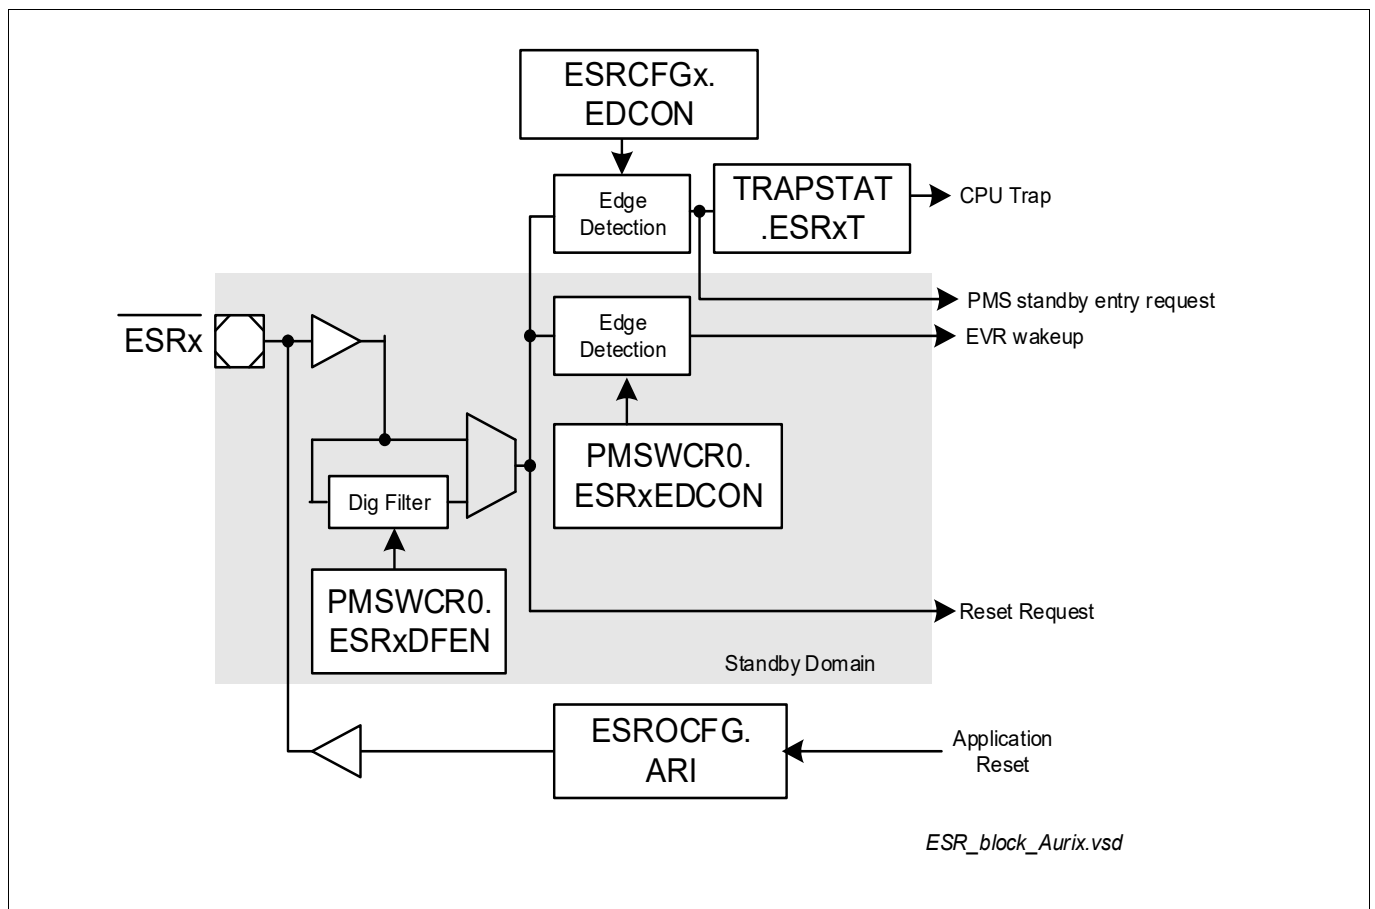 ESRCFGx.
EDCON
Edge
Detection
TRAPSTAT
.ESRxT
CPU Trap
PMS standby entry request
ESRx
Edge
Detection
EVR wakeup
PMSWCR0.
ESRxEDCON
Dig Filter
PMSWCR0.
ESRxDFEN
Reset Request
Standby Domain
ESROCFG.
ARI
Application
Reset
ESR_block_Aurix.vsd